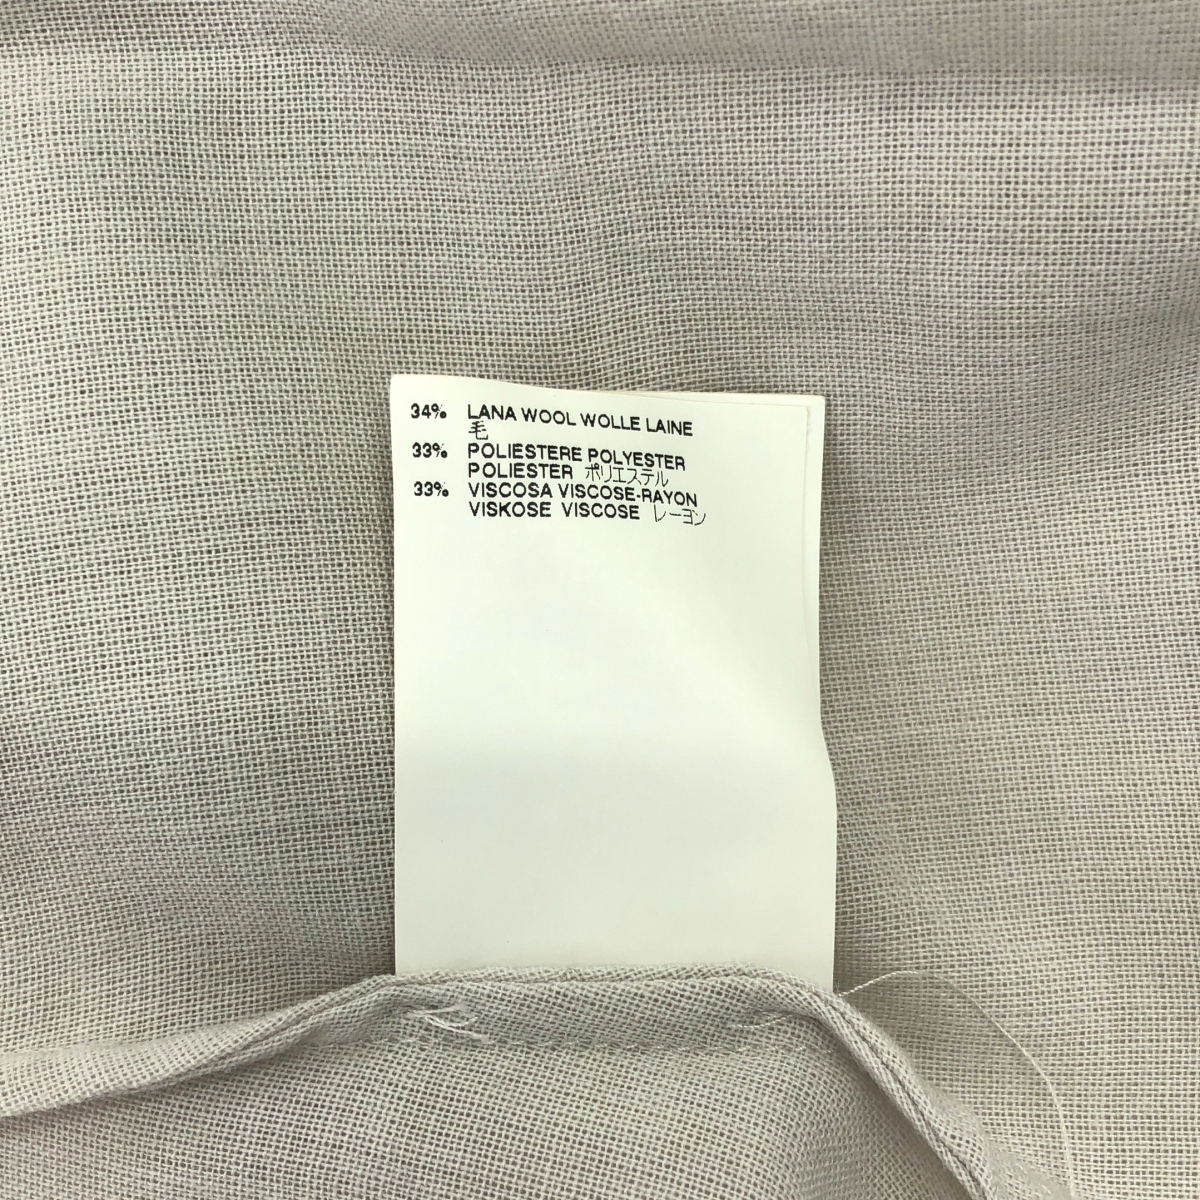 34% LANA WOOL WOLLE LAINE
毛
33% POLIESTERE POLYESTER
POLIESTER ポリエステル
33% VISCOSA VISCOSE-RAYON
VISKOSE VISCOSE レーヨン